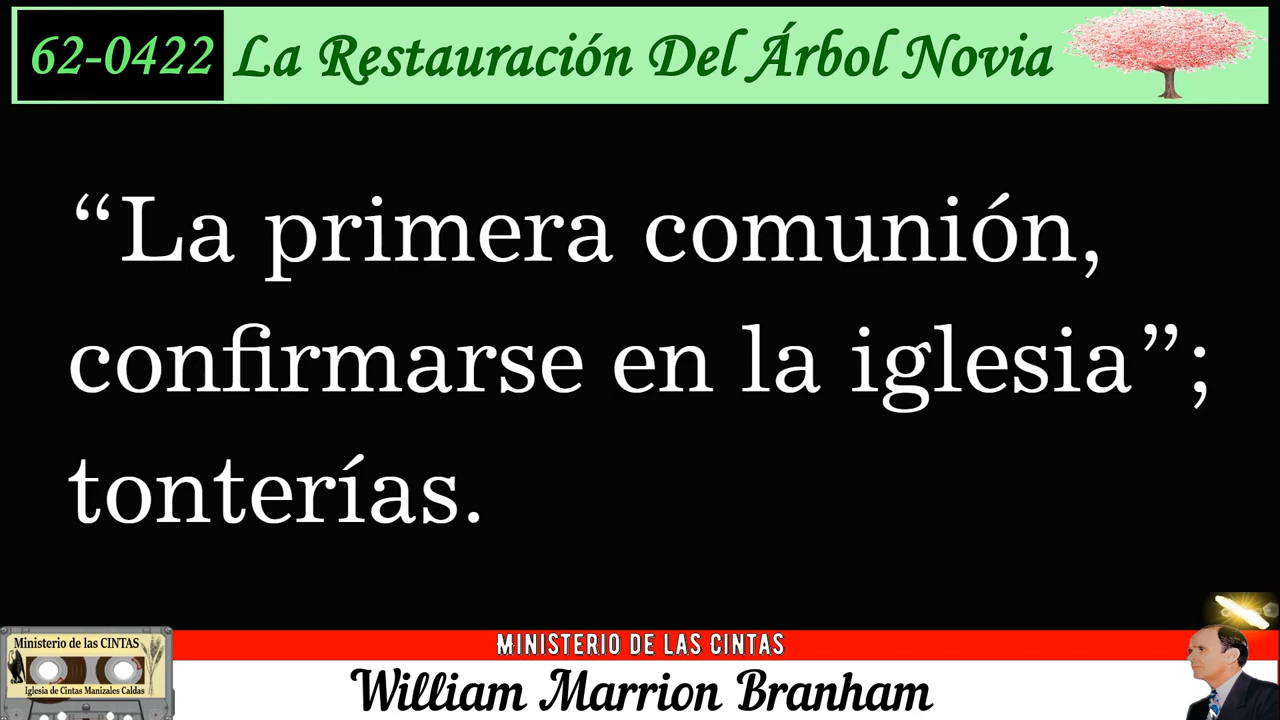 62-0422 La Restauración Del Árbol Novia
“La primera comunión,
confirmarse en la iglesia”;
tonterías.
Ministerio de las CINTAS
Iglesia de Cintas Manizales Caldas
MINISTERIO DE LAS CINTAS
William Marrion Branham